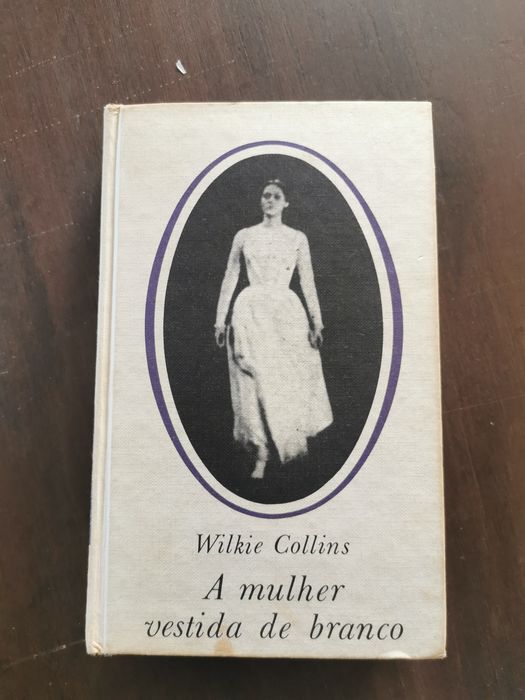 Wilkie Collins
A mulher
vestida de branco